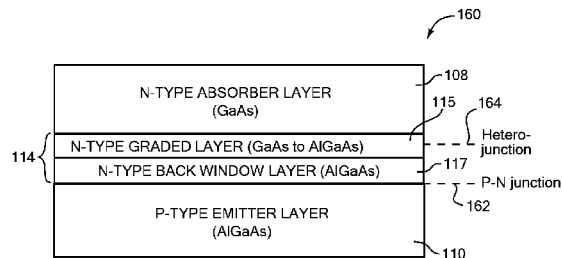 160
N-TYPE ABSORBER LAYER
(GaAs)
108
115
164
114
N-TYPE GRADED LAYER (GaAs to AlGaAs)
Hetero-
junction
N-TYPE BACK WINDOW LAYER (AlGaAs)
117
P-N junction
P-TYPE EMITTER LAYER
(AlGaAs)
162
110